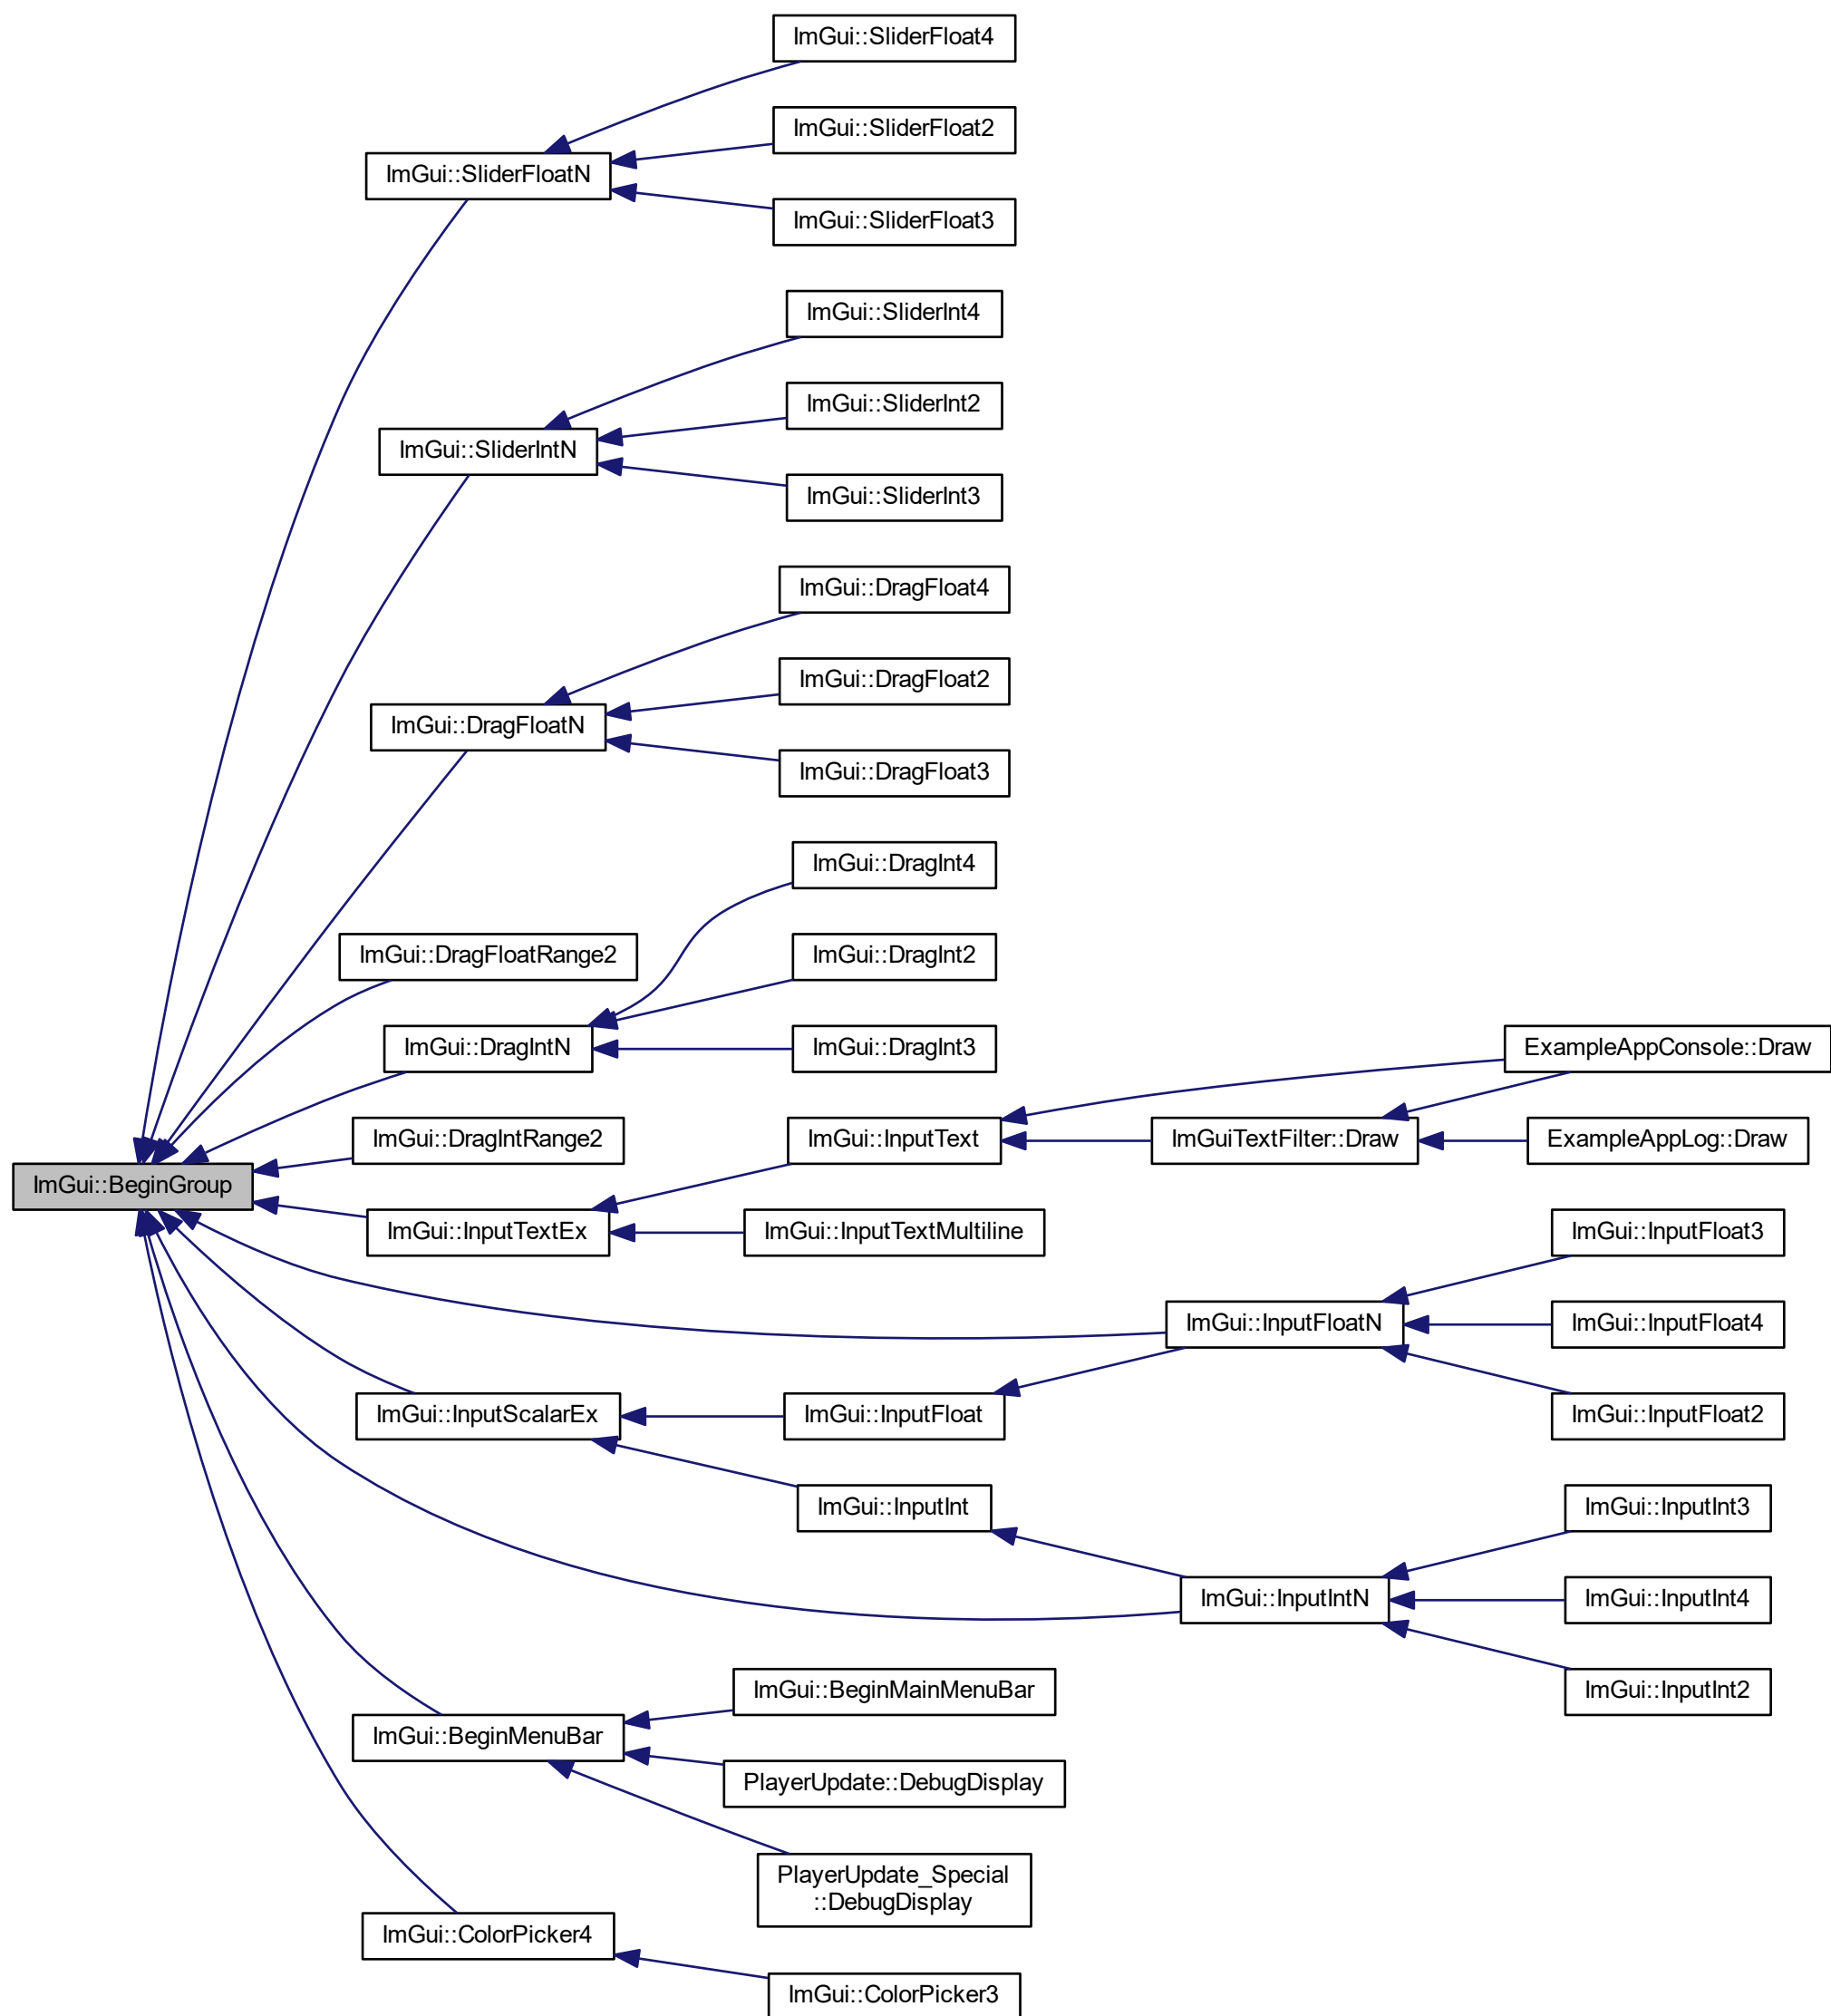 ImGui::SliderFloat4
ImGui::SliderFloat2
ImGui::SliderFloatN
ImGui::SliderFloat3
ImGui::SliderInt4
ImGui::SliderInt2
ImGui::SliderIntN
ImGui::SliderInt3
ImGui::DragFloat4
ImGui::DragFloat2
ImGui::DragFloatN
ImGui::DragFloat3
ImGui::DragInt4
ImGui::DragFloatRange2
ImGui::DragInt2
ImGui::DragIntN
ImGui::DragInt3
ExampleAppConsole::Draw
ImGui::DragIntRange2
ImGui::InputText
ImGuiTextFilter::Draw
ExampleAppLog::Draw
ImGui::BeginGroup
ImGui::InputTextEx
ImGui::InputTextMultiline
ImGui::InputFloat3
ImGui::InputFloatN
ImGui::InputFloat4
ImGui::InputScalarEx
ImGui::InputFloat
ImGui::InputFloat2
ImGui::InputInt
ImGui::InputInt3
ImGui::InputIntN
ImGui::InputInt4
ImGui::InputInt2
ImGui::BeginMainMenuBar
ImGui::BeginMenuBar
PlayerUpdate::DebugDisplay
PlayerUpdate_Special
::DebugDisplay
ImGui::ColorPicker4
ImGui::ColorPicker3